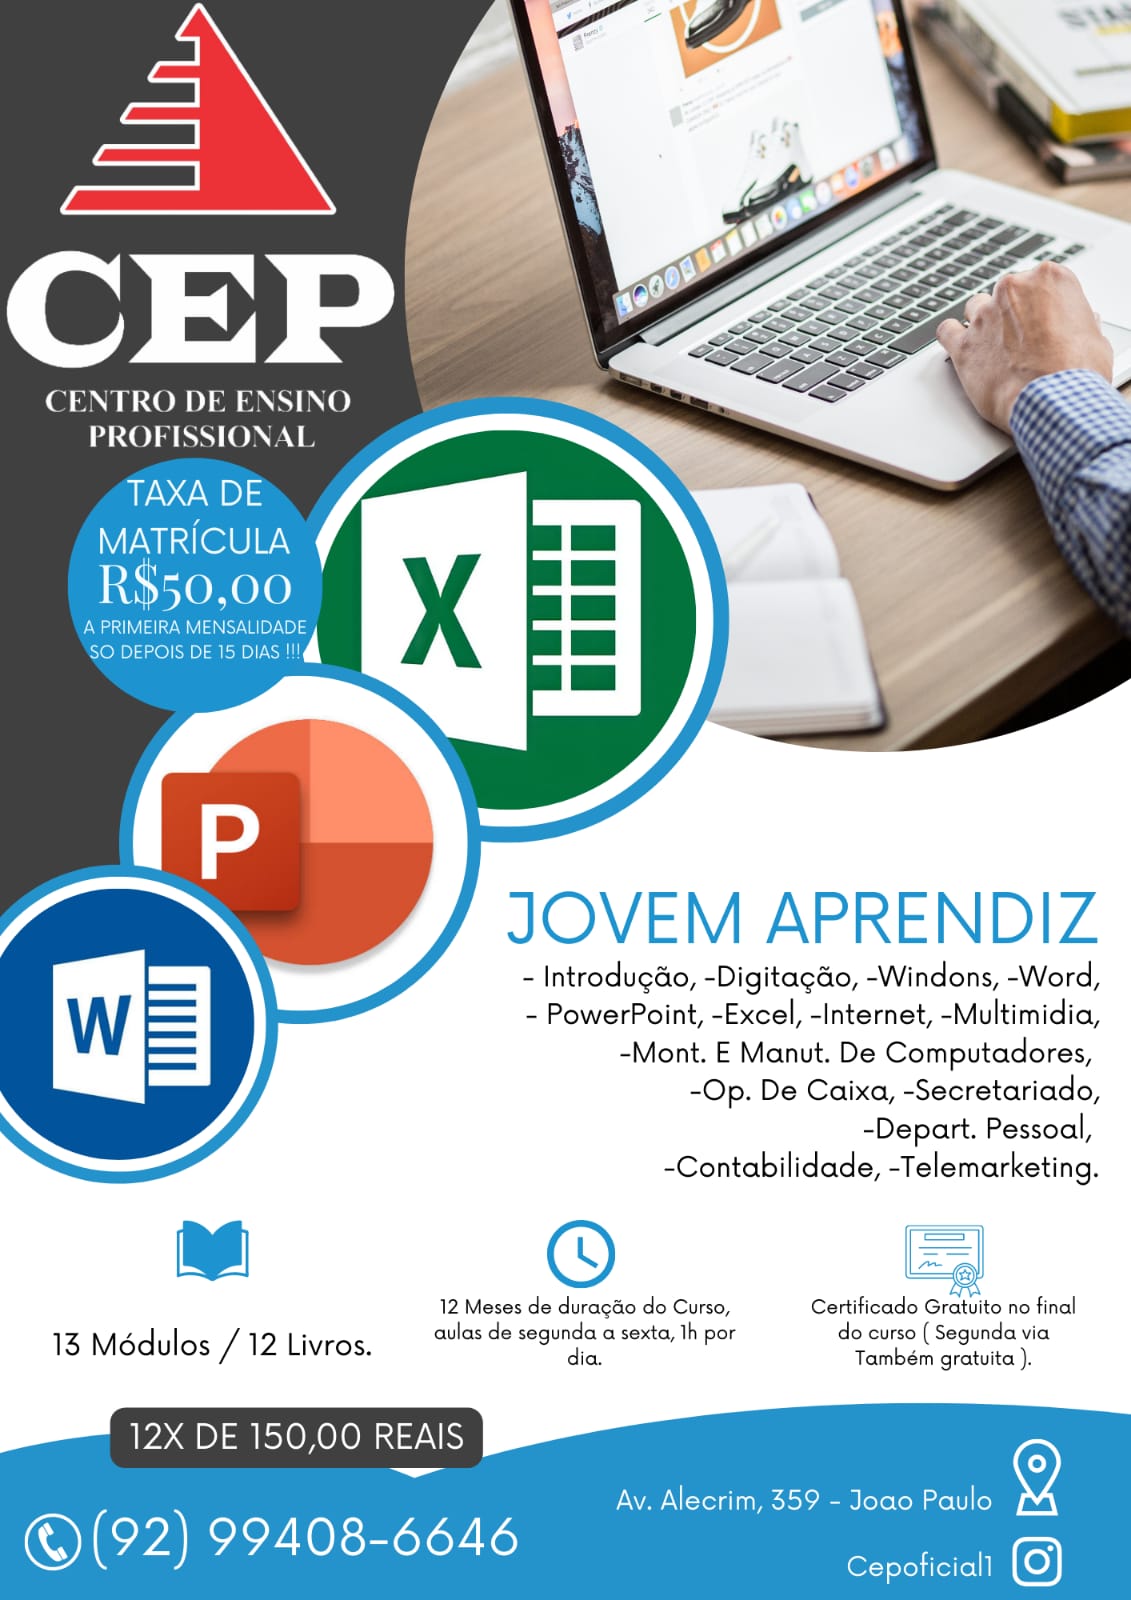 CEP
CENTRO DE ENSINO
PROFISSIONAL
TAXA DE
MATRÍCULA
R$50,00
A PRIMEIRA MENSALIDADE
SO DEPOIS DE 15 DIAS !!!
X
P
W
JOVEM APRENDIZ
- Introdução, -Digitação, -Windons, -Word,
- PowerPoint, -Excel, -Internet, -Multimidia,
-Mont. E Manut. De Computadores,
-Op. De Caixa, -Secretariado,
-Depart. Pessoal,
-Contabilidade, -Telemarketing.
13 Módulos / 12 Livros.
12 Meses de duração do Curso,
aulas de segunda a sexta, 1h por
dia.
Certificado Gratuito no final
do curso ( Segunda via
Também gratuita ).
12X DE 150,00 REAIS
(92) 99408-6646
Av. Alecrim, 359 - Joao Paulo
Cepoficial1